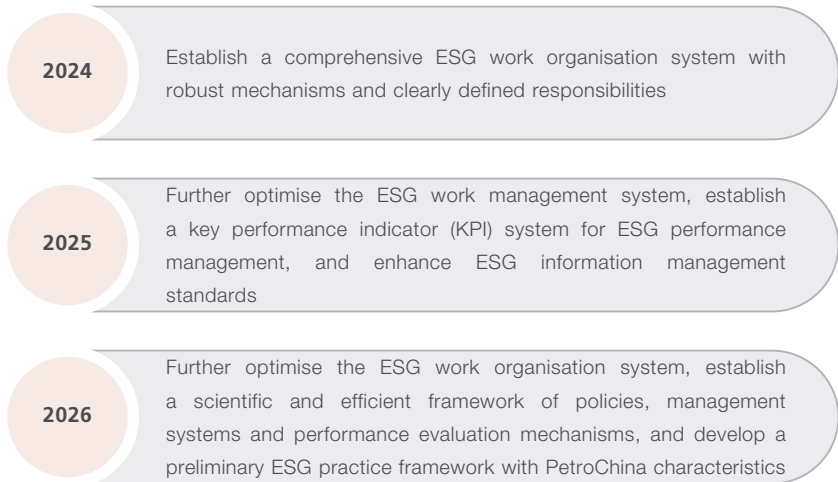 2024
Establish a comprehensive ESG work organisation system with
robust mechanisms and clearly defined responsibilities
2025
Further optimise the ESG work management system, establish
a key performance indicator (KPI) system for ESG performance
management, and enhance ESG information management
standards
2026
Further optimise the ESG work organisation system, establish
a scientific and efficient framework of policies, management
systems and performance evaluation mechanisms, and develop a
preliminary ESG practice framework with PetroChina characteristics